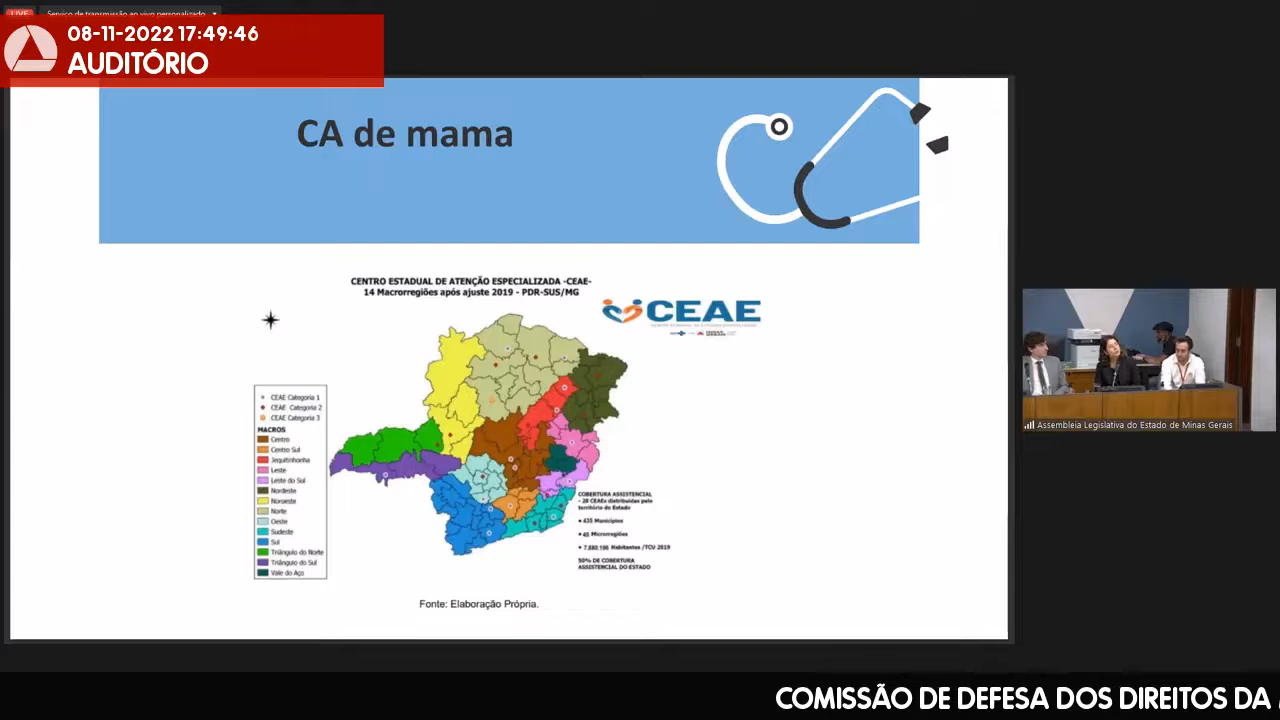 LIVE
Serviço de transmissão ao vivo personalizado
08-11-2022 17:49:46
AUDITÓRIO
CA de mama
CENTRO ESTADUAL DE ATENÇÃO ESPECIALIZADA -CEAE-
14 Macrorregiões após ajuste 2019 - PDR-SUS/MG
CEAE
CEAE Categoria 1
CEAE Categoria 2
CEAE Categoria 3
MACROS
Centro
Centro Sul
Jequitinhonha
Leste
Leste do Sul
Nordeste
Noroeste
Norte
Oeste
Sudeste
Sul
Triângulo do Norte
Triângulo do Sul
Vale do Aço
COBERTURA ASSISTENCIAL
- 28 CEAEs distribuídas pelo
território do Estado
• 435 Municípios
• 45 Microrregiões
• 7.880.198 Habitantes /TCU 2019
50% DE COBERTURA
ASSISTENCIAL DO ESTADO
Fonte: Elaboração Própria.
Assembleia Legislativa do Estado de Minas Gerais
COMISSÃO DE DEFESA DOS DIREITOS DA